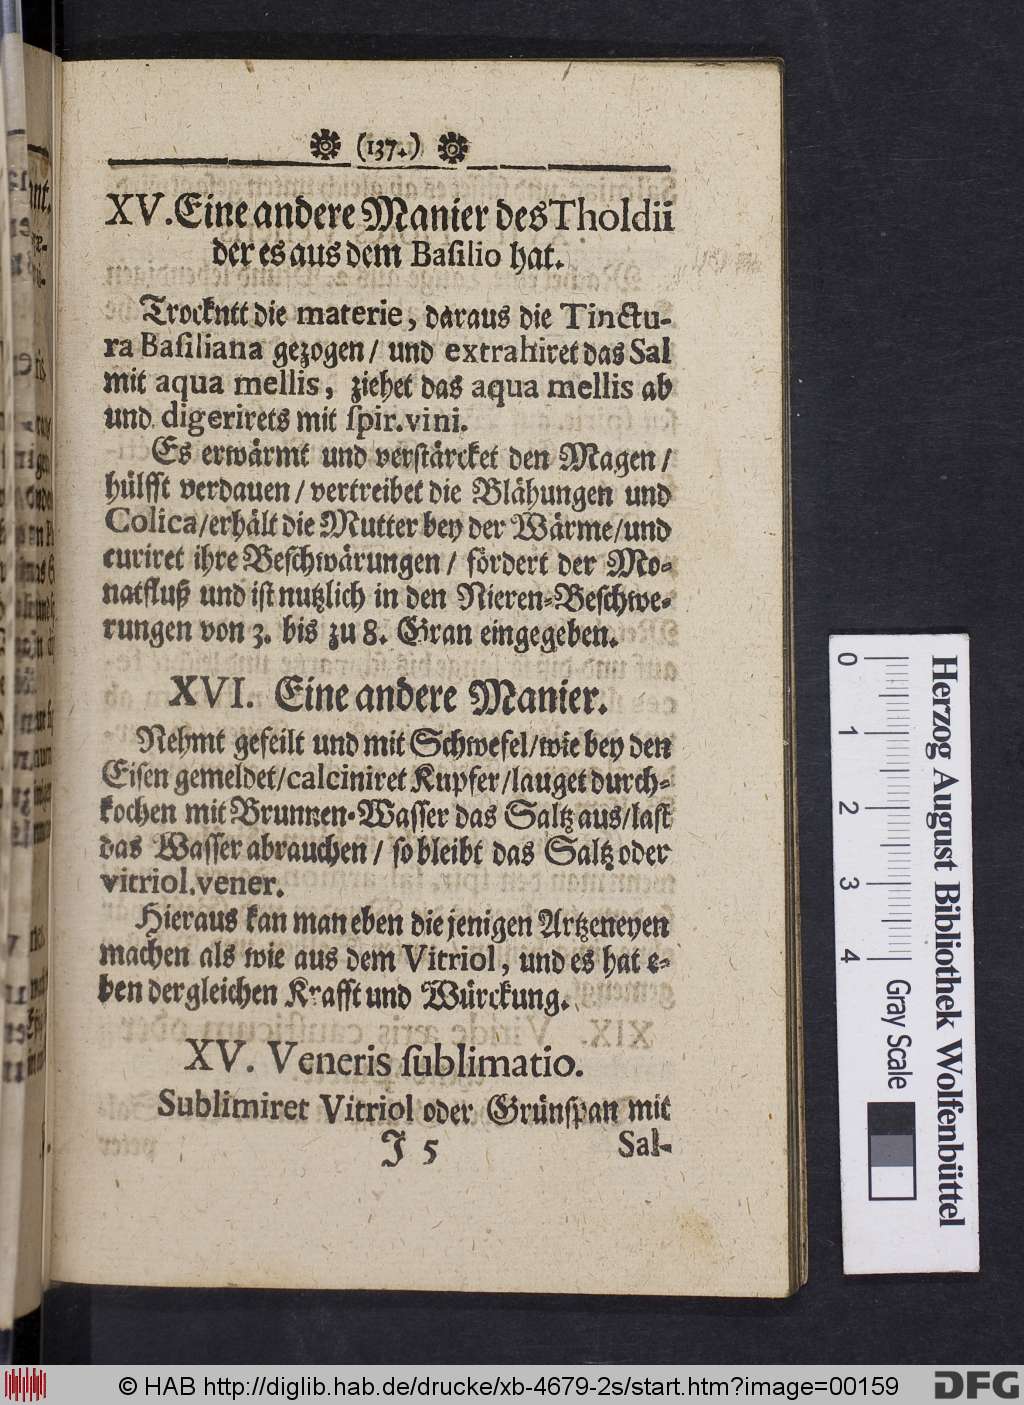 (137.)
XV. Eine andere Manier des Tholdii
der es aus dem Baſilio hat.
Trockntt die materie, daraus die Tinctu-
ra Baſiliana gezogen / und extrahiret das Sal
mit aqua mellis, ziehet das aqua mellis ab
und digerirets mit ſpir. vini.
Es erwärmt und verſtärcket den Magen /
hülfft verdauen / vertreibet die Blähungen und
Colica / erhält die Mutter bey der Wärme / und
curiret ihre Beſchwärungen / fördert der Mo-
natfluß und iſt nutzlich in den Nieren-Beſchwe-
rungen von 3. bis zu 8. Gran eingegeben.
XVI. Eine andere Manier.
Nehmt gefeilt und mit Schwefel / wie bey den
Eiſen gemeldet / calciniret Kupfer / lauget durch-
kochen mit Brunnen-Waſſer das Saltz aus / laſt
das Waſſer abrauchen / ſo bleibt das Saltz oder
vitriol. vener.
Hieraus kan man eben die jenigen Artzeneyen
machen als wie aus dem Vitriol, und es hat e-
ben dergleichen Krafft und Würckung.
XV. Veneris ſublimatio.
Sublimiret Vitriol oder Grünſpan mit
J 5 Sal-
Herzog August Bibliothek Wolfenbüttel
0 1 2 3 4 Gray Scale
© HAB http://diglib.hab.de/drucke/xb-4679-2s/start.htm?image=00159
DFG